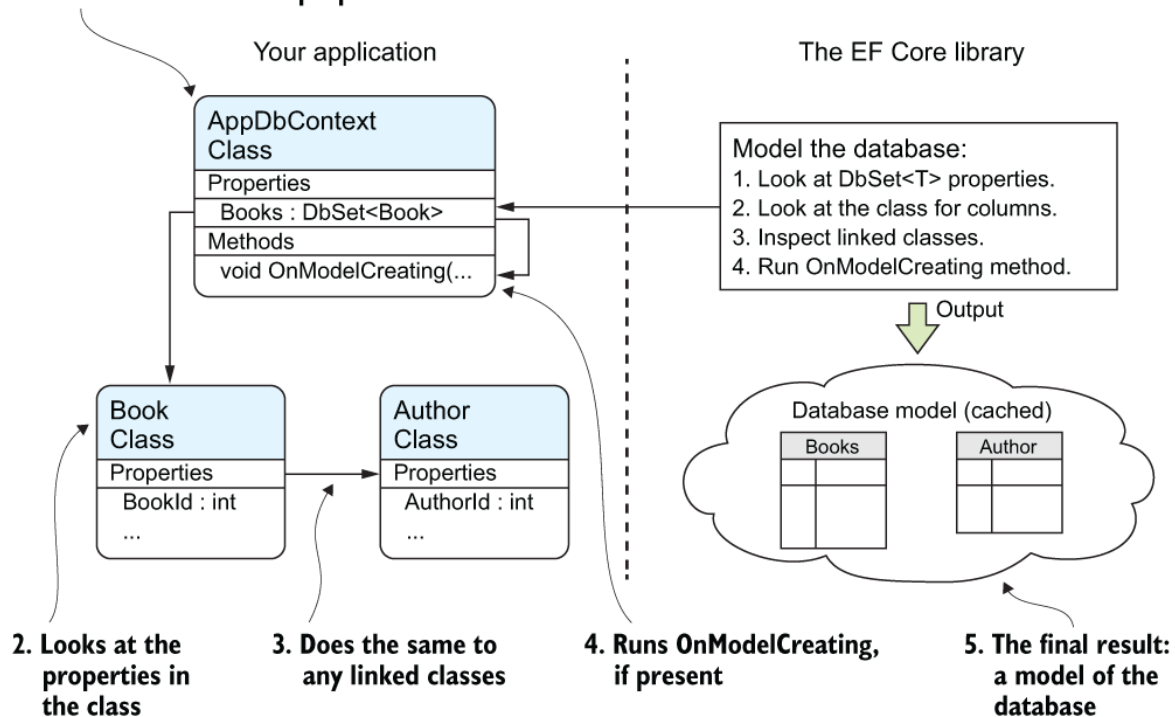 Your application
The EF Core library
AppDbContext
Class
Properties
Books : DbSet<Book>
Methods
void OnModelCreating(...
Model the database:
1. Look at DbSet<T> properties.
2. Look at the class for columns.
3. Inspect linked classes.
4. Run OnModelCreating method.
Output
Book
Class
Properties
BookId : int
...
Author
Class
Properties
AuthorId : int
...
Database model (cached)
Books
Author
2. Looks at the
properties in
the class
3. Does the same to
any linked classes
4. Runs OnModelCreating,
if present
5. The final result:
a model of the
database